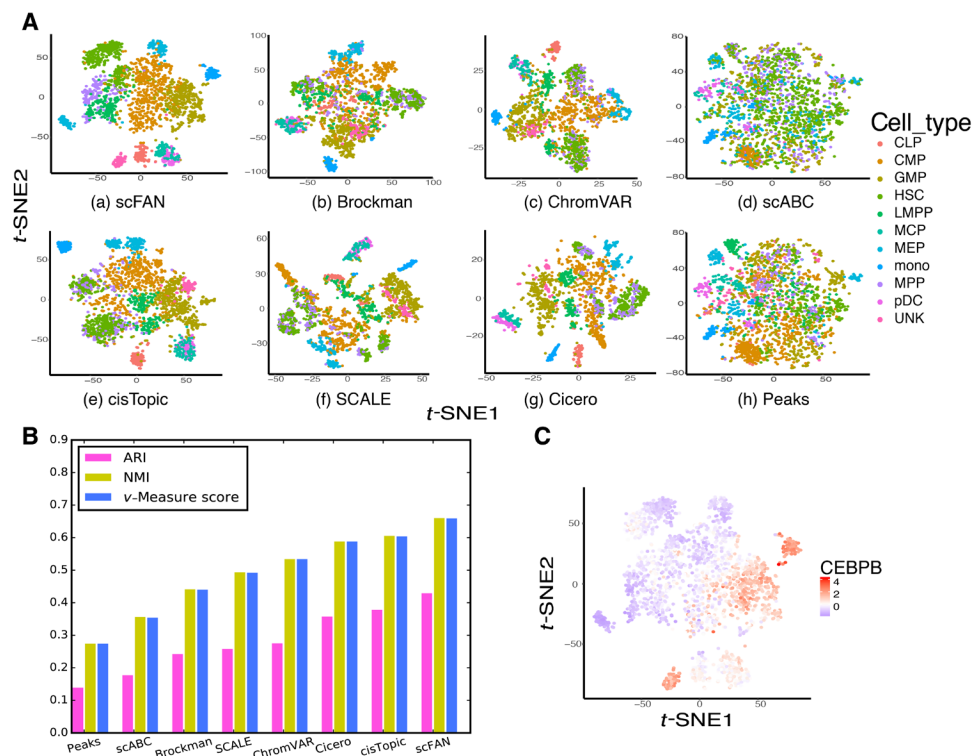 A
t-SNE2
50
0
−50
−50
0
50
(a) scFAN
100
50
0
−50
−100
−50
0
50
100
(b) Brockman
25
0
−25
−25
0
25
50
(c) ChromVAR
80
40
0
−40
−80
−50
0
50
(d) scABC
Cell_type
CLP
CMP
GMP
HSC
LMPP
MCP
MEP
mono
MPP
pDC
UNK
50
0
−50
−50
0
50
(e) cisTopic
60
30
0
−30
−50
−25
0
25
50
(f) SCALE
20
0
−20
−25
0
25
(g) Cicero
80
40
0
−40
−80
−50
0
50
(h) Peaks
t-SNE1
B
0.9
0.8
0.7
0.6
0.5
0.4
0.3
0.2
0.1
0.0
ARI
NMI
v–Measure score
Peaks
scABC
Brockman
SCALE
ChromVAR
Cicero
cisTopic
scFAN
C
t-SNE2
50
0
−50
−50
0
50
t-SNE1
CEBPB
4
2
0